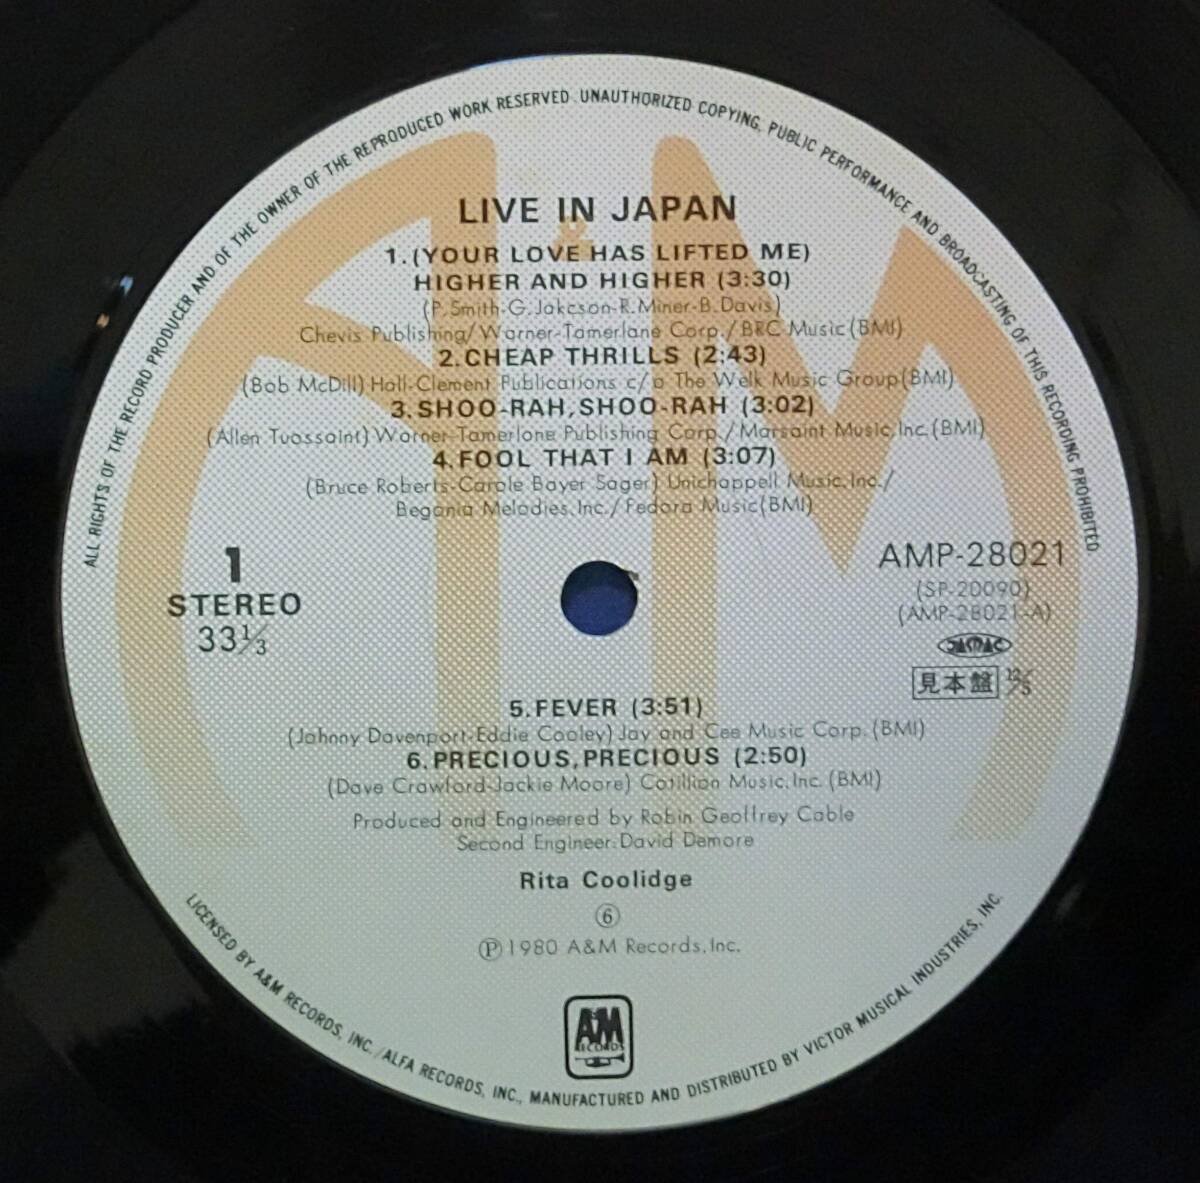 ALL RIGHTS OF THE RECORD PRODUCER AND OF THE OWNER OF THE REPRODUCED WORK RESERVED. UNAUTHORIZED COPYING, PUBLIC PERFORMANCE AND BROADCASTING OF THIS RECORDING PROHIBITED
LIVE IN JAPAN
1.(YOUR LOVE HAS LIFTED ME)
HIGHER AND HIGHER (3:30)
(P.Smith-G.Jakcson-R.Miner-B.Davis)
Chevis Publishing/Warner-Tamerlane Corp./BRC Music(BMI)
2.CHEAP THRILLS (2:43)
(Bob McDill) Hall-Clement Publications c/o The Welk Music Group(BMI)
3.SHOO-RAH,SHOO-RAH (3:02)
(Allen Tuossaint) Warner-Tamerlone Publishing Corp./Marsaint Music,Inc.(BMI)
4.FOOL THAT I AM (3:07)
(Bruce Roberts-Carole Bayer Sager) Unichappell Music,Inc./
Begonia Melodies,Inc./Fedora Music(BMI)
1
STEREO
33⅓
AMP-28021
(SP-20090)
(AMP-28021-A)
JASRAC
見本盤
5.FEVER (3:51)
(Johnny Davenport-Eddie Cooley) Jay and Cee Music Corp.(BMI)
6.PRECIOUS,PRECIOUS (2:50)
(Dave Crawford-Jackie Moore) Cotillion Music,Inc.(BMI)
Produced and Engineered by Robin Geoffrey Cable
Second Engineer:David Demore
Rita Coolidge
⑥
Ⓟ1980 A&M Records,Inc.
AM
RECORDS
LICENSED BY A&M RECORDS, INC./ALFA RECORDS, INC., MANUFACTURED AND DISTRIBUTED BY VICTOR MUSICAL INDUSTRIES, INC.